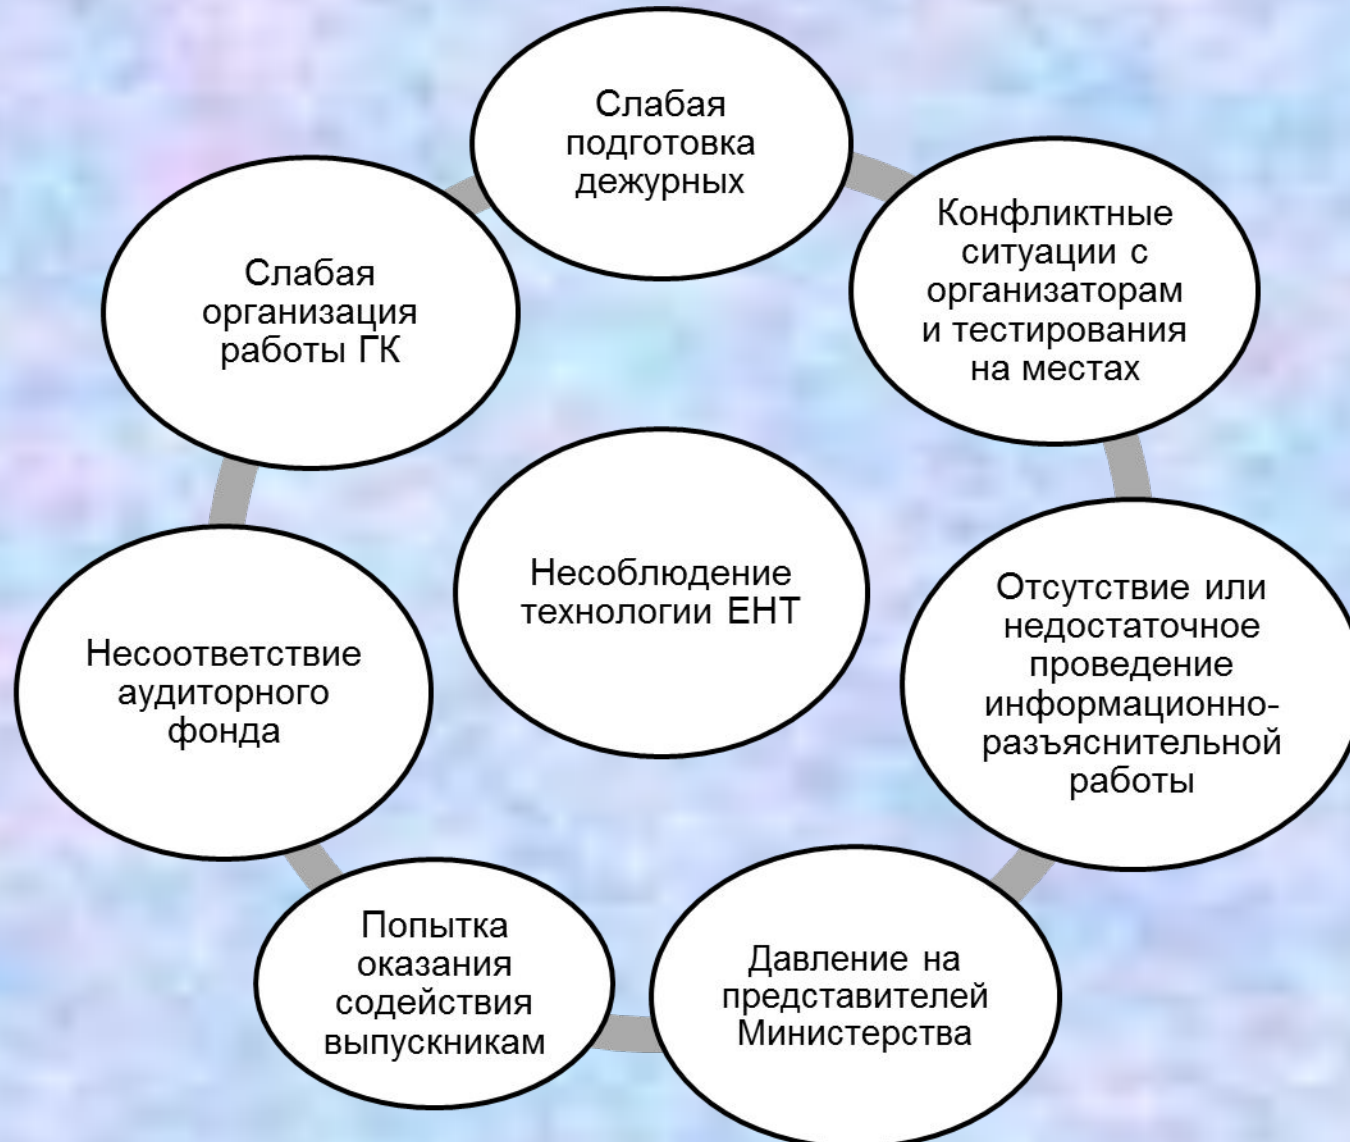 Слабая
подготовка
дежурных
Конфликтные
ситуации с
организаторам
и тестирования
на местах
Отсутствие или
недостаточное
проведение
информационно-
разъяснительной
работы
Давление на
представителей
Министерства
Попытка
оказания
содействия
выпускникам
Несоответствие
аудиторного
фонда
Слабая
организация
работы ГК
Несоблюдение
технологии ЕНТ